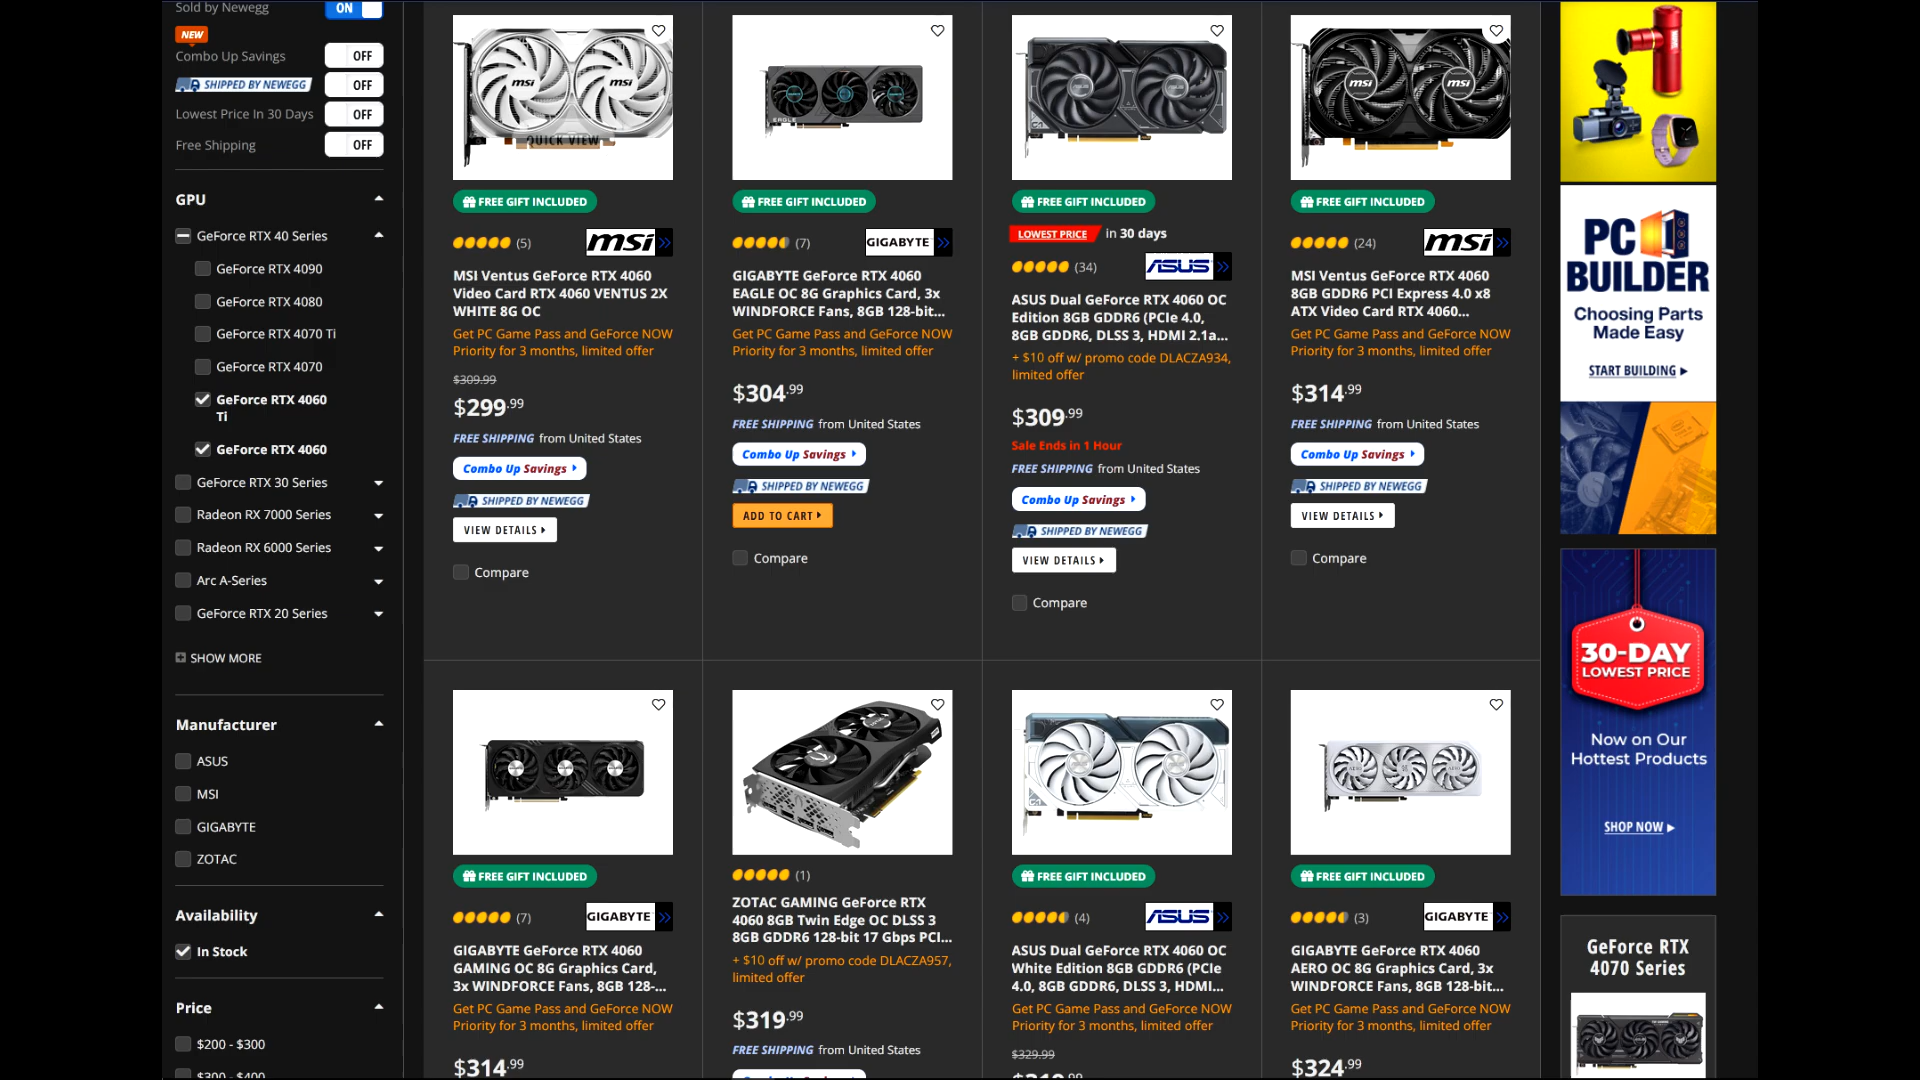 Sold by Newegg
ON
NEW
Combo Up Savings
OFF
SHIPPED BY NEWEGG
OFF
Lowest Price In 30 Days
OFF
Free Shipping
OFF
GPU
GeForce RTX 40 Series
GeForce RTX 4090
GeForce RTX 4080
GeForce RTX 4070 Ti
GeForce RTX 4070
GeForce RTX 4060
Ti
GeForce RTX 4060
GeForce RTX 30 Series
Radeon RX 7000 Series
Radeon RX 6000 Series
Arc A-Series
GeForce RTX 20 Series
SHOW MORE
Manufacturer
ASUS
MSI
GIGABYTE
ZOTAC
Availability
In Stock
Price
$200 - $300
$300 - $400
msi
msi
QUICK VIEW
FREE GIFT INCLUDED
(5)
msi
MSI Ventus GeForce RTX 4060
Video Card RTX 4060 VENTUS 2X
WHITE 8G OC
Get PC Game Pass and GeForce NOW
Priority for 3 months, limited offer
$309.99
$299.99
FREE SHIPPING from United States
Combo Up Savings
SHIPPED BY NEWEGG
VIEW DETAILS
Compare
EAGLE
FREE GIFT INCLUDED
(7)
GIGABYTE
GIGABYTE GeForce RTX 4060
EAGLE OC 8G Graphics Card, 3x
WINDFORCE Fans, 8GB 128-bit...
Get PC Game Pass and GeForce NOW
Priority for 3 months, limited offer
$304.99
FREE SHIPPING from United States
Combo Up Savings
SHIPPED BY NEWEGG
ADD TO CART
Compare
FREE GIFT INCLUDED
LOWEST PRICE in 30 days
(34)
ASUS
ASUS Dual GeForce RTX 4060 OC
Edition 8GB GDDR6 (PCIe 4.0,
8GB GDDR6, DLSS 3, HDMI 2.1a...
+ $10 off w/ promo code DLACZA934,
limited offer
$309.99
Sale Ends in 1 Hour
FREE SHIPPING from United States
Combo Up Savings
SHIPPED BY NEWEGG
VIEW DETAILS
Compare
msi
msi
FREE GIFT INCLUDED
(24)
msi
MSI Ventus GeForce RTX 4060
8GB GDDR6 PCI Express 4.0 x8
ATX Video Card RTX 4060...
Get PC Game Pass and GeForce NOW
Priority for 3 months, limited offer
$314.99
FREE SHIPPING from United States
Combo Up Savings
SHIPPED BY NEWEGG
VIEW DETAILS
Compare
FREE GIFT INCLUDED
(7)
GIGABYTE
GIGABYTE GeForce RTX 4060
GAMING OC 8G Graphics Card,
3x WINDFORCE Fans, 8GB 128-...
Get PC Game Pass and GeForce NOW
Priority for 3 months, limited offer
$314.99
(1)
ZOTAC GAMING GeForce RTX
4060 8GB Twin Edge OC DLSS 3
8GB GDDR6 128-bit 17 Gbps PCI...
+ $10 off w/ promo code DLACZA957,
limited offer
$319.99
FREE SHIPPING from United States
FREE GIFT INCLUDED
(4)
ASUS
ASUS Dual GeForce RTX 4060 OC
White Edition 8GB GDDR6 (PCIe
4.0, 8GB GDDR6, DLSS 3, HDMI...
Get PC Game Pass and GeForce NOW
Priority for 3 months, limited offer
$329.99
$319.99
FREE GIFT INCLUDED
(3)
GIGABYTE
GIGABYTE GeForce RTX 4060
AERO OC 8G Graphics Card, 3x
WINDFORCE Fans, 8GB 128-bit...
Get PC Game Pass and GeForce NOW
Priority for 3 months, limited offer
$324.99
PC
BUILDER
Choosing Parts
Made Easy
START BUILDING
30-DAY
LOWEST PRICE
Now on Our
Hottest Products
SHOP NOW
GeForce RTX
4070 Series